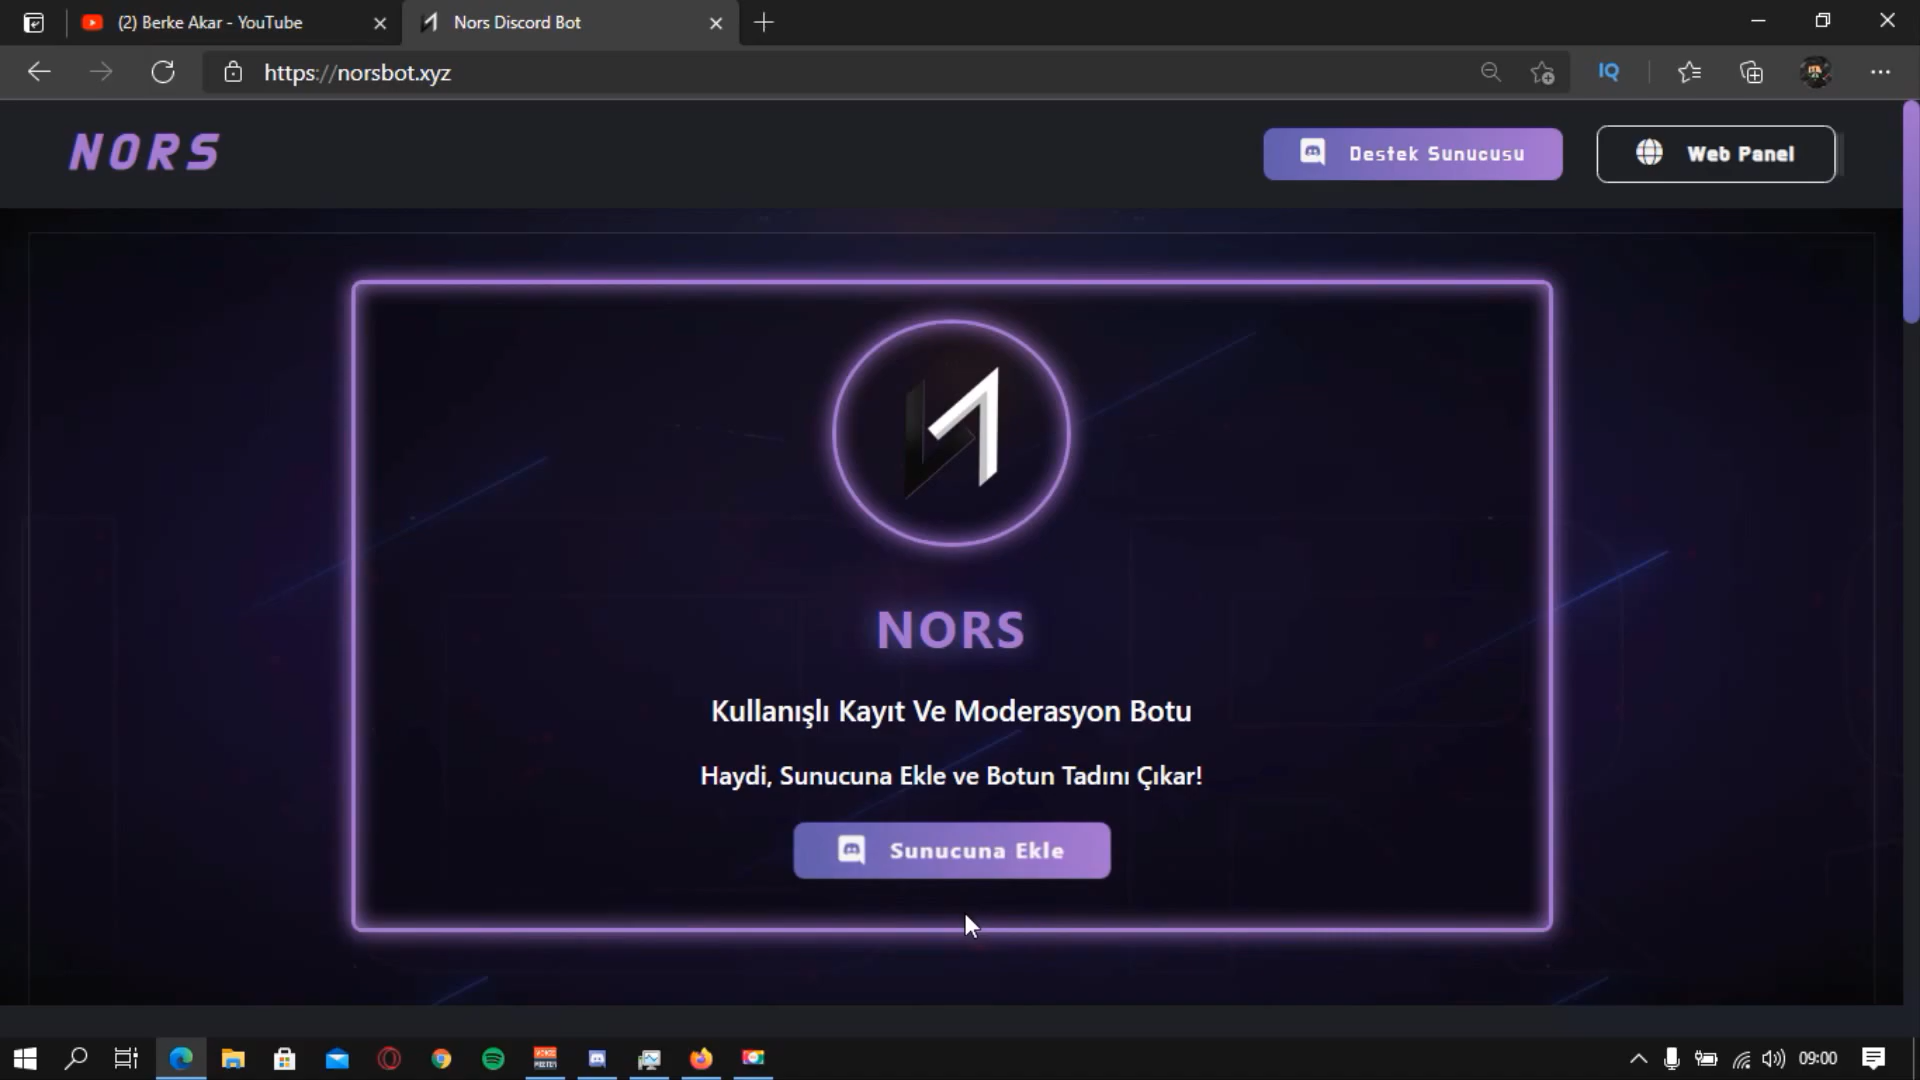 (2) Berke Akar - YouTube
Nors Discord Bot
https://norsbot.xyz
IQ
NORS
Destek Sunucusu
Web Panel
NORS
Kullanışlı Kayıt Ve Moderasyon Botu
Haydi, Sunucuna Ekle ve Botun Tadını Çıkar!
Sunucuna Ekle
09:00